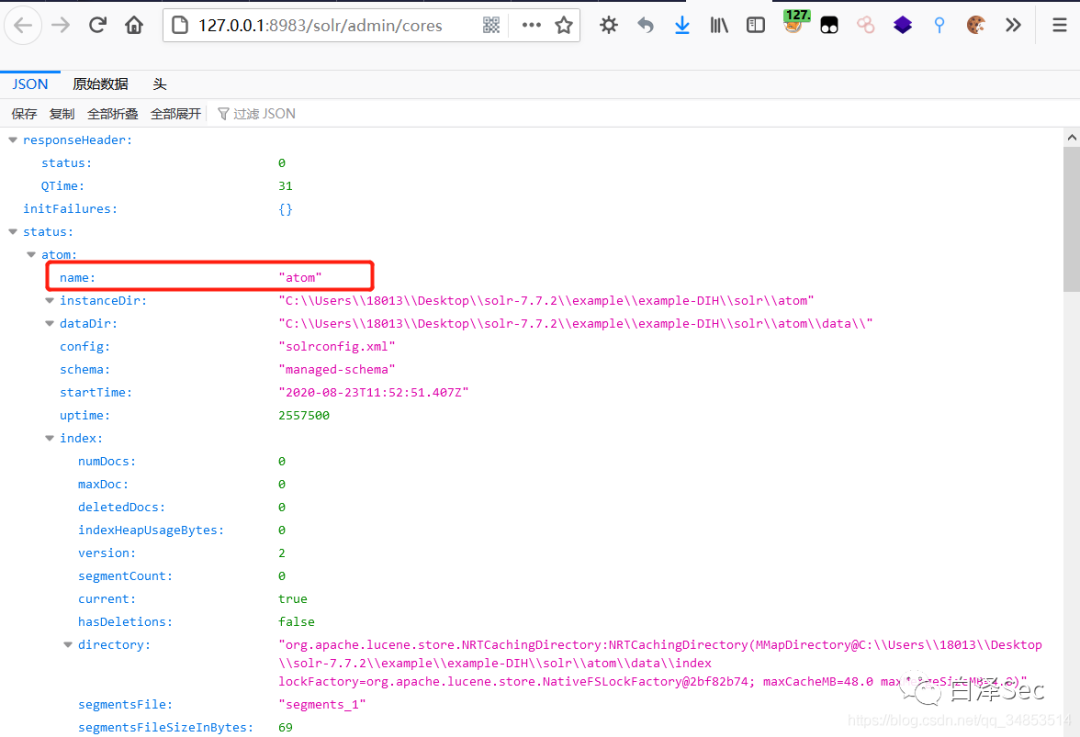 127.0.0.1:8983/solr/admin/cores
127.
JSON 原始数据 头
保存 复制 全部折叠 全部展开 过滤 JSON
responseHeader:
status: 0
QTime: 31
initFailures: {}
status:
atom:
name: "atom"
instanceDir: "C:\\Users\\18013\\Desktop\\solr-7.7.2\\example\\example-DIH\\solr\\atom"
dataDir: "C:\\Users\\18013\\Desktop\\solr-7.7.2\\example\\example-DIH\\solr\\atom\\data\\"
config: "solrconfig.xml"
schema: "managed-schema"
startTime: "2020-08-23T11:52:51.407Z"
uptime: 2557500
index:
numDocs: 0
maxDoc: 0
deletedDocs: 0
indexHeapUsageBytes: 0
version: 2
segmentCount: 0
current: true
hasDeletions: false
directory: "org.apache.lucene.store.NRTCachingDirectory:NRTCachingDirectory(MMapDirectory@C:\\Users\\18013\\Desktop
\\solr-7.7.2\\example\\example-DIH\\solr\\atom\\data\\index
lockFactory=org.apache.lucene.store.NativeFSLockFactory@2bf82b74; maxCacheMB=48.0
白泽Sec
segmentsFile: "segments_1"
https://blog.csdn.net/qq_34853514
segmentsFileSizeInBytes: 69